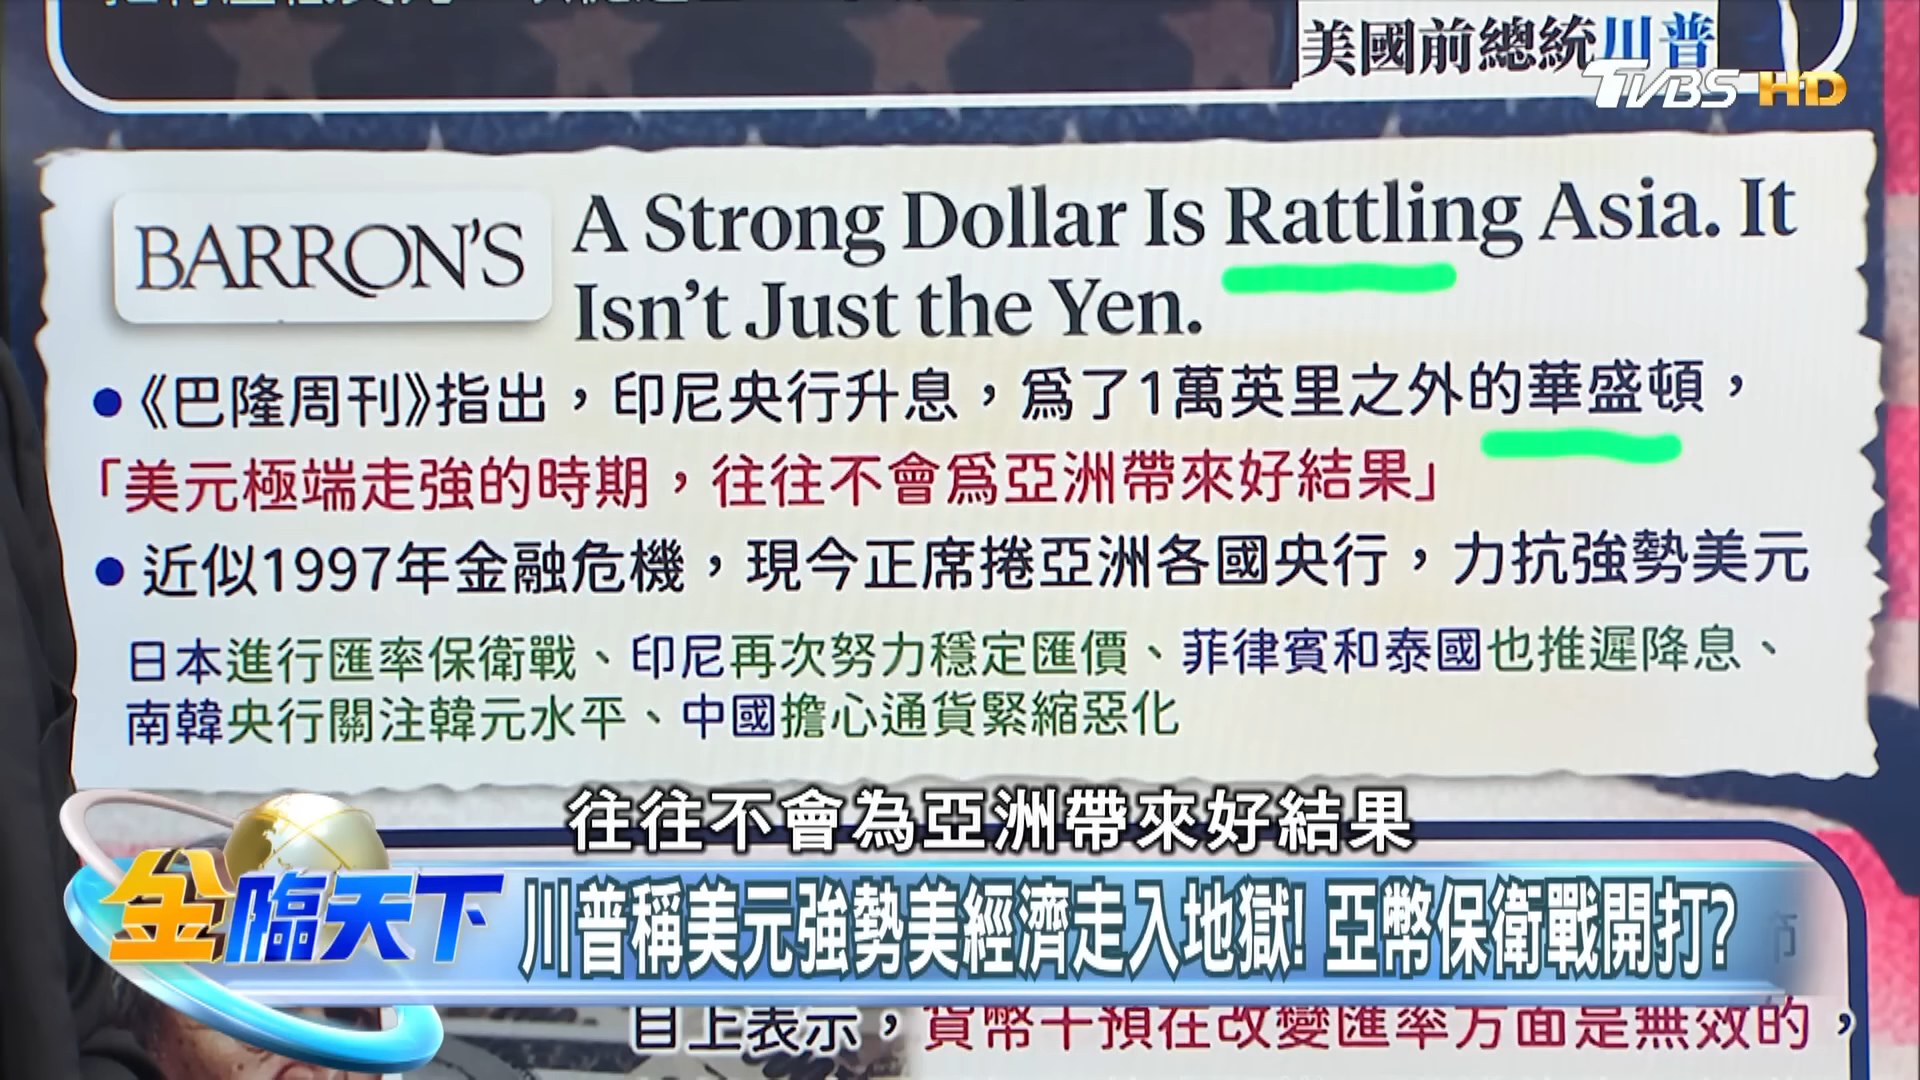 美國前總統川普
TVBS HD
BARRON'S
A Strong Dollar Is Rattling Asia. It
Isn't Just the Yen.
●《巴隆周刊》指出，印尼央行升息，為了1萬英里之外的華盛頓，
「美元極端走強的時期，往往不會為亞洲帶來好結果」
●近似1997年金融危機，現今正席捲亞洲各國央行，力抗強勢美元
日本進行匯率保衛戰、印尼再次努力穩定匯價、菲律賓和泰國也推遲降息、
南韓央行關注韓元水平、中國擔心通貨緊縮惡化
往往不會為亞洲帶來好結果
金臨天下
川普稱美元強勢美經濟走入地獄! 亞幣保衛戰開打?
目上表示，貨幣干預在改變匯率方面是無效的，